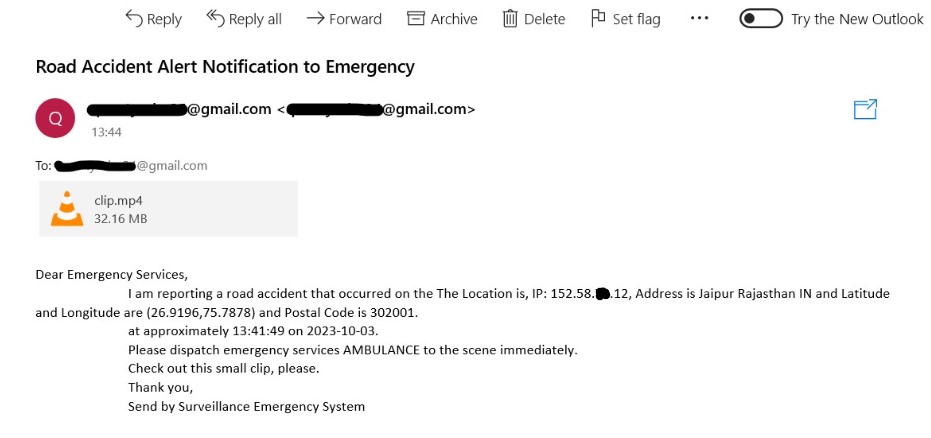 Reply Reply all Forward Archive Delete Set flag ... Try the New Outlook
Road Accident Alert Notification to Emergency
Q
@gmail.com < @gmail.com>
13:44
To: @gmail.com
clip.mp4
32.16 MB
Dear Emergency Services,
I am reporting a road accident that occurred on the The Location is, IP: 152.58. .12, Address is Jaipur Rajasthan IN and Latitude
and Longitude are (26.9196,75.7878) and Postal Code is 302001.
at approximately 13:41:49 on 2023-10-03.
Please dispatch emergency services AMBULANCE to the scene immediately.
Check out this small clip, please.
Thank you,
Send by Surveillance Emergency System